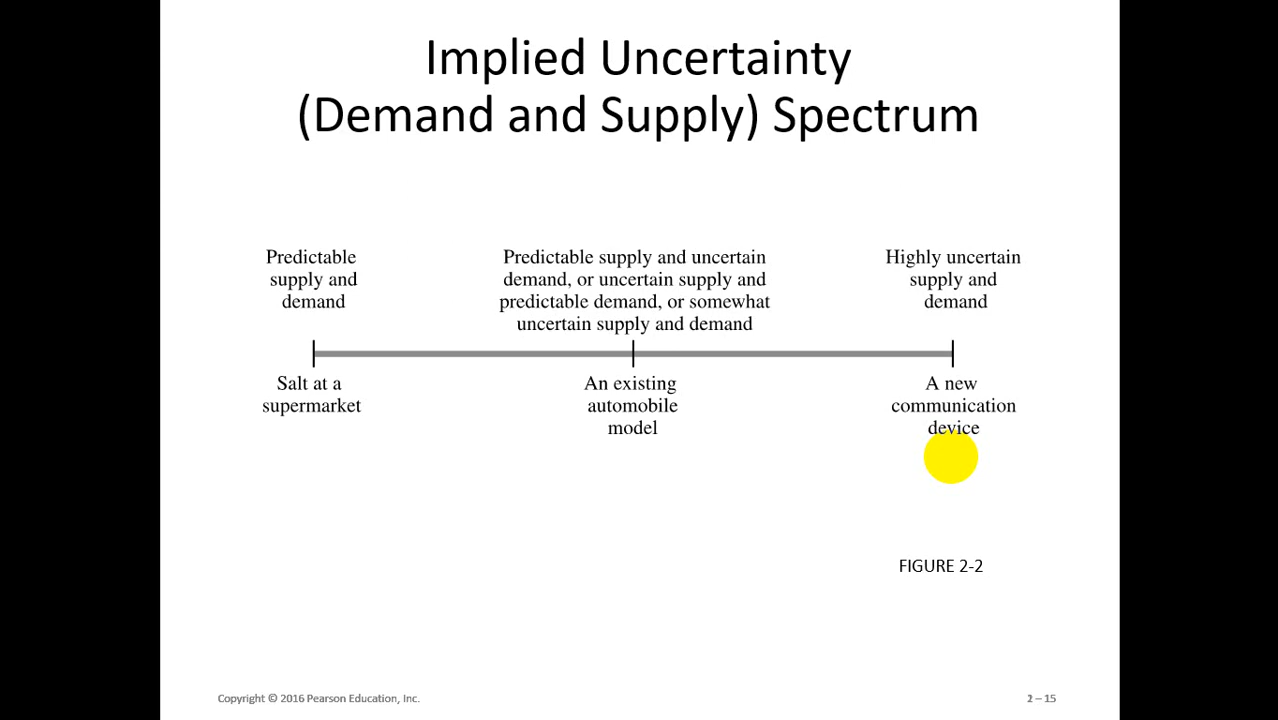 Implied Uncertainty
(Demand and Supply) Spectrum
Predictable
supply and
demand
Predictable supply and uncertain
demand, or uncertain supply and
predictable demand, or somewhat
uncertain supply and demand
Highly uncertain
supply and
demand
Salt at a
supermarket
An existing
automobile
model
A new
communication
device
FIGURE 2-2
Copyright © 2016 Pearson Education, Inc.
2 – 15